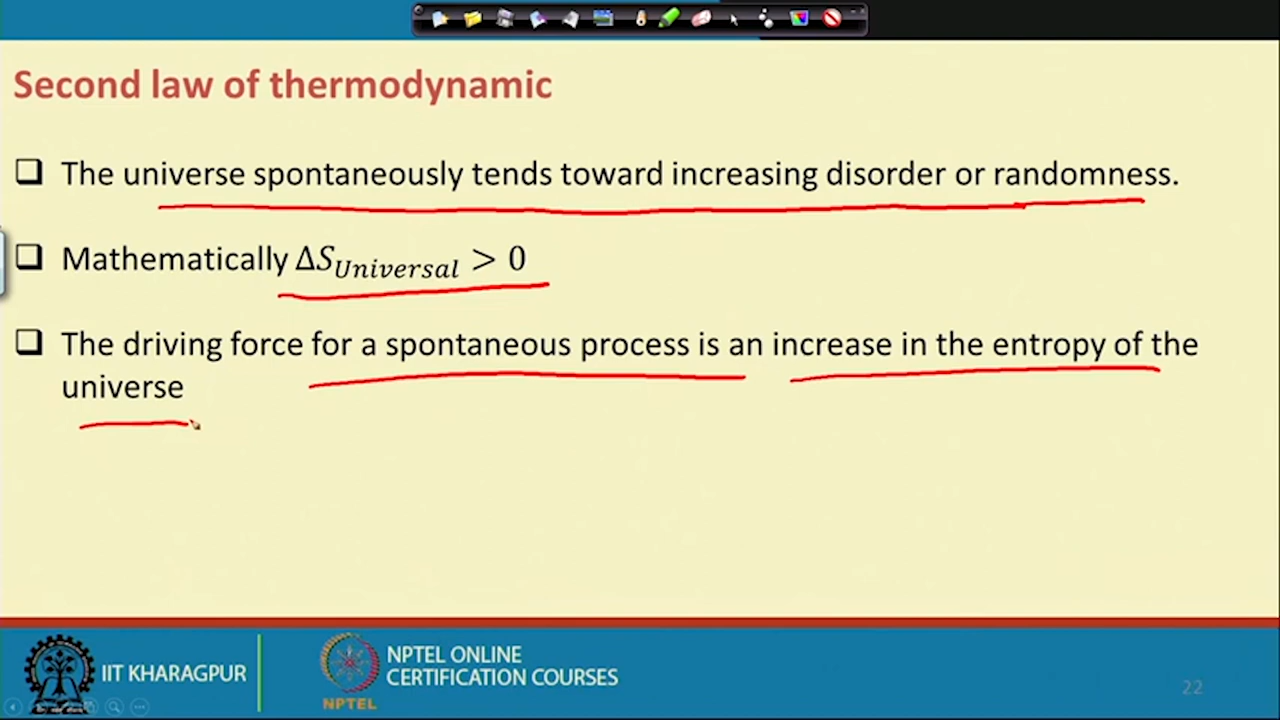 Second law of thermodynamic
❑ The universe spontaneously tends toward increasing disorder or randomness.
❑ Mathematically ΔS_Universal > 0
❑ The driving force for a spontaneous process is an increase in the entropy of the
universe
IIT KHARAGPUR
NPTEL
NPTEL ONLINE
CERTIFICATION COURSES
22